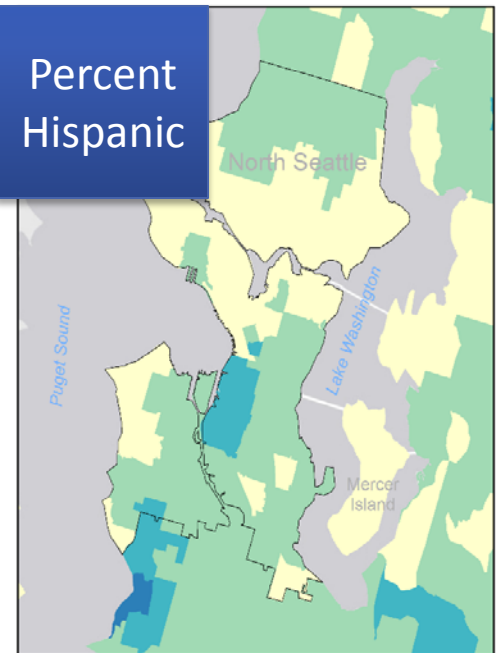 Percent
Hispanic
North Seattle
Puget Sound
Lake Washington
Mercer
Island